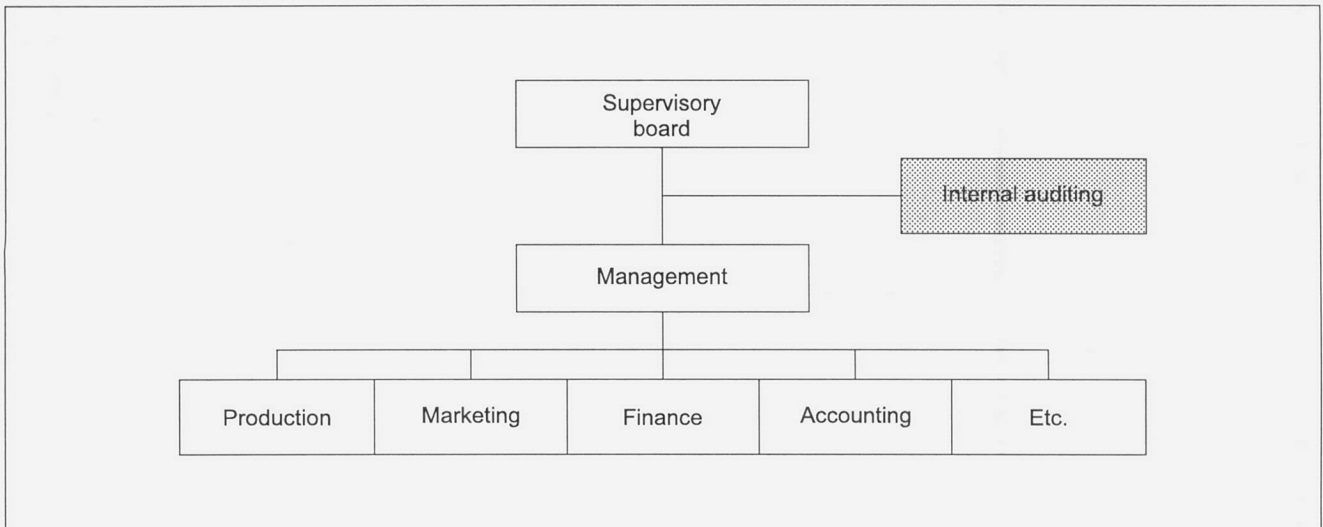 Supervisory
board
Internal auditing
Management
Production
Marketing
Finance
Accounting
Etc.